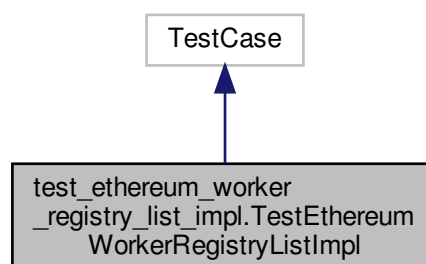 TestCase
test_ethereum_worker
_registry_list_impl.TestEthereum
WorkerRegistryListImpl